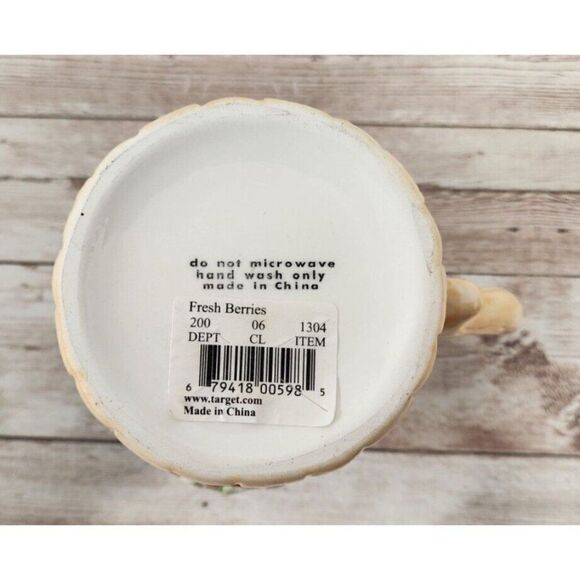 do not microwave
hand wash only
made in China
Fresh Berries
200 06 1304
DEPT CL ITEM
6 79418 00598 5
www.target.com
Made in China